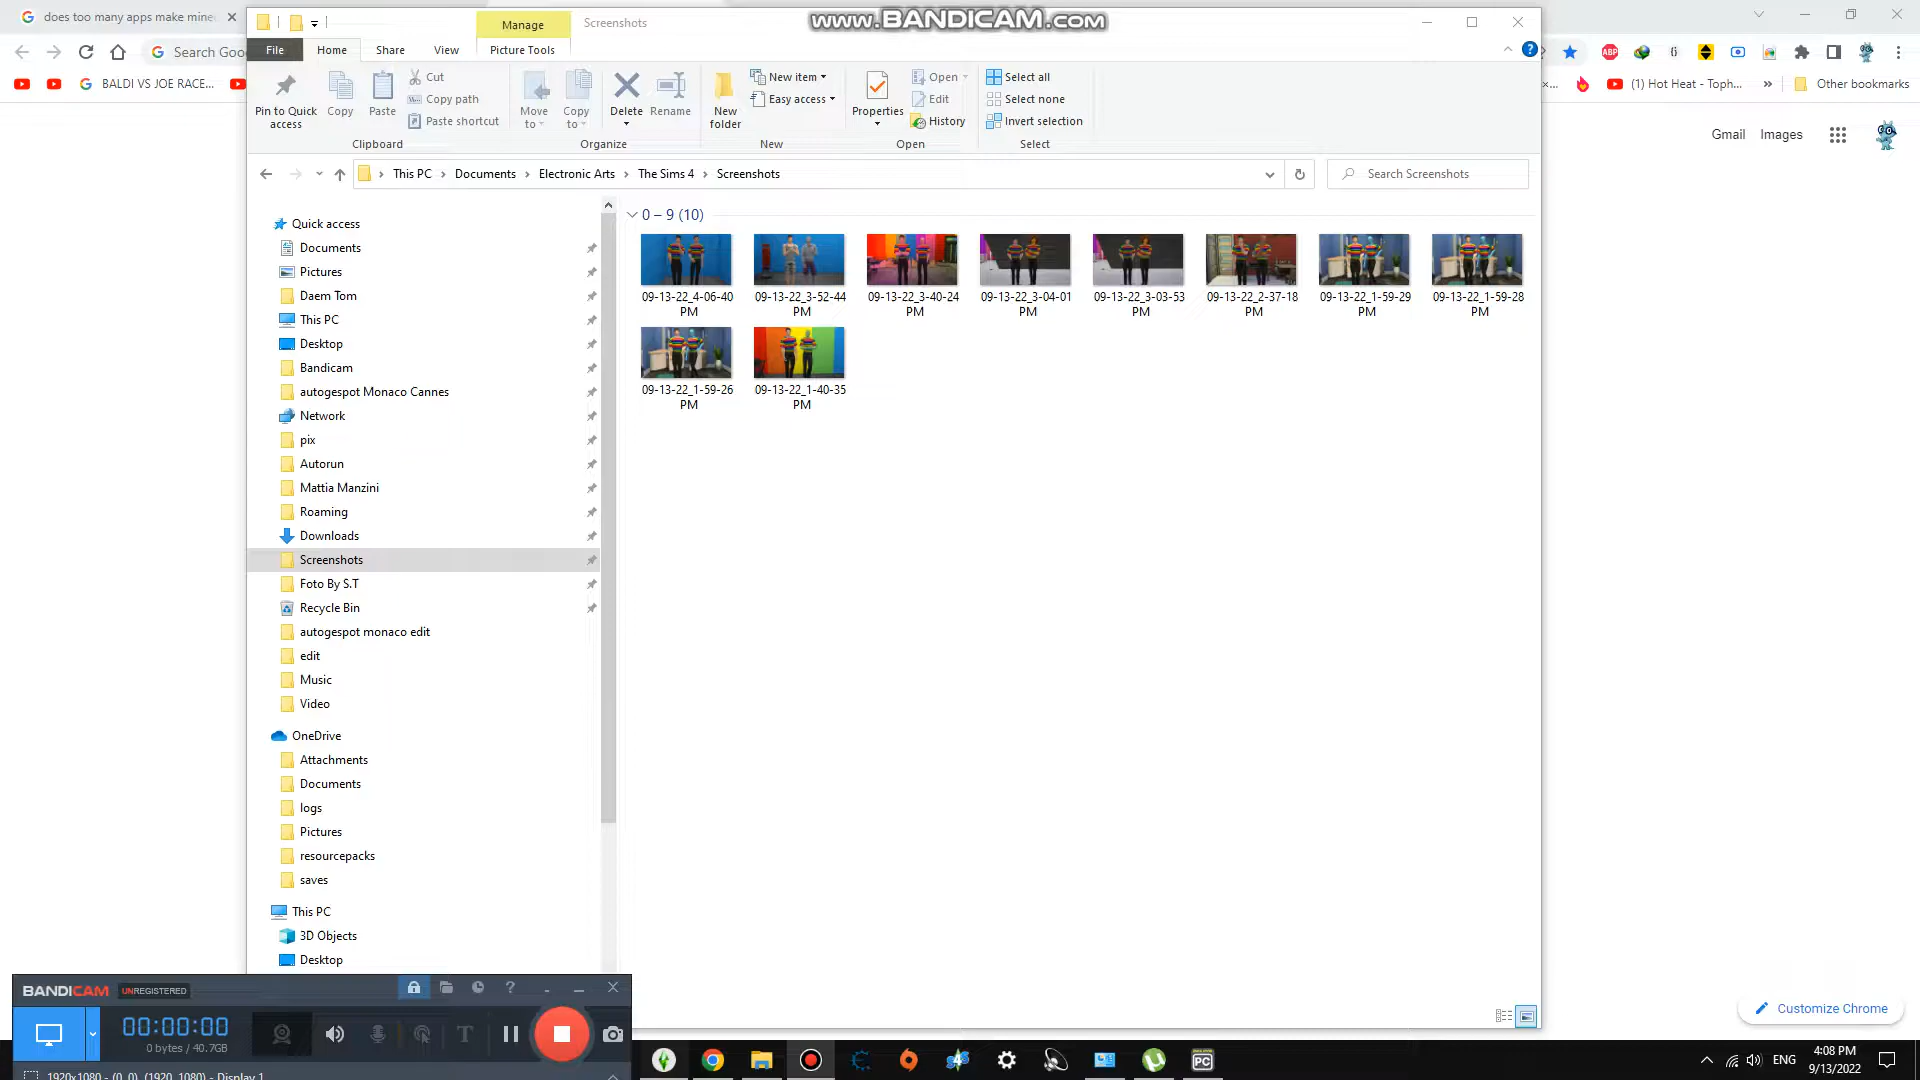 does too many apps make mine
Manage
Screenshots
www.BANDICAM.com
File
Home
Share
View
Picture Tools
Search Goo
BALDI VS JOE RACE...
(1) Hot Heat - Toph...
»
Other bookmarks
Gmail
Images
Pin to Quick access
Copy
Paste
Cut
Copy path
Paste shortcut
Clipboard
Move to
Copy to
Delete
Rename
Organize
New folder
New item
Easy access
New
Properties
Open
Edit
History
Open
Select all
Select none
Invert selection
Select
This PC > Documents > Electronic Arts > The Sims 4 > Screenshots
Search Screenshots
Quick access
Documents
Pictures
Daem Tom
This PC
Desktop
Bandicam
autogespot Monaco Cannes
Network
pix
Autorun
Mattia Manzini
Roaming
Downloads
Screenshots
Foto By S.T
Recycle Bin
autogespot monaco edit
edit
Music
Video
OneDrive
Attachments
Documents
logs
Pictures
resourcepacks
saves
This PC
3D Objects
Desktop
0 – 9 (10)
09-13-22_4-06-40 PM
09-13-22_3-52-44 PM
09-13-22_3-40-24 PM
09-13-22_3-04-01 PM
09-13-22_3-03-53 PM
09-13-22_2-37-18 PM
09-13-22_1-59-29 PM
09-13-22_1-59-28 PM
09-13-22_1-59-26 PM
09-13-22_1-40-35 PM
BANDICAM UNREGISTERED
00:00:00
0 bytes / 40.7GB
1920x1080 - (0, 0), (1920, 1080) - Display 1
Customize Chrome
ENG
4:08 PM
9/13/2022